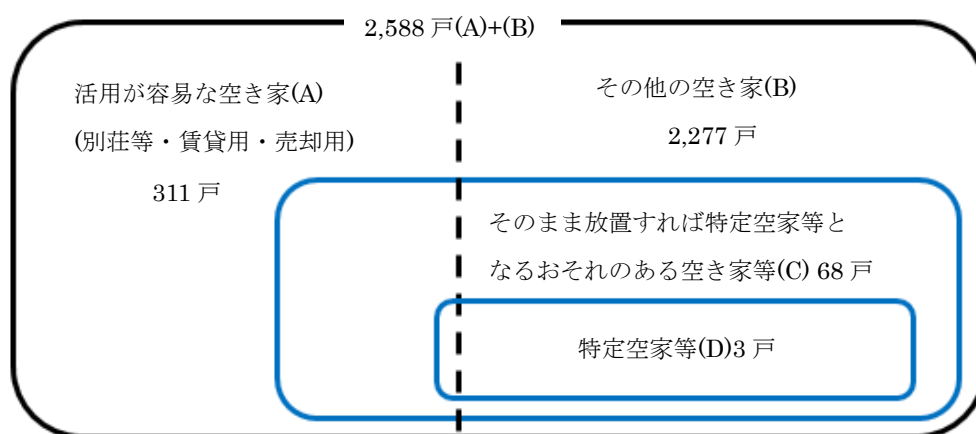 2,588 戸(A)+(B)
活用が容易な空き家(A)
(別荘等・賃貸用・売却用)
311 戸
その他の空き家(B)
2,277 戸
そのまま放置すれば特定空家等と
なるおそれのある空き家等(C) 68 戸
特定空家等(D)3 戸